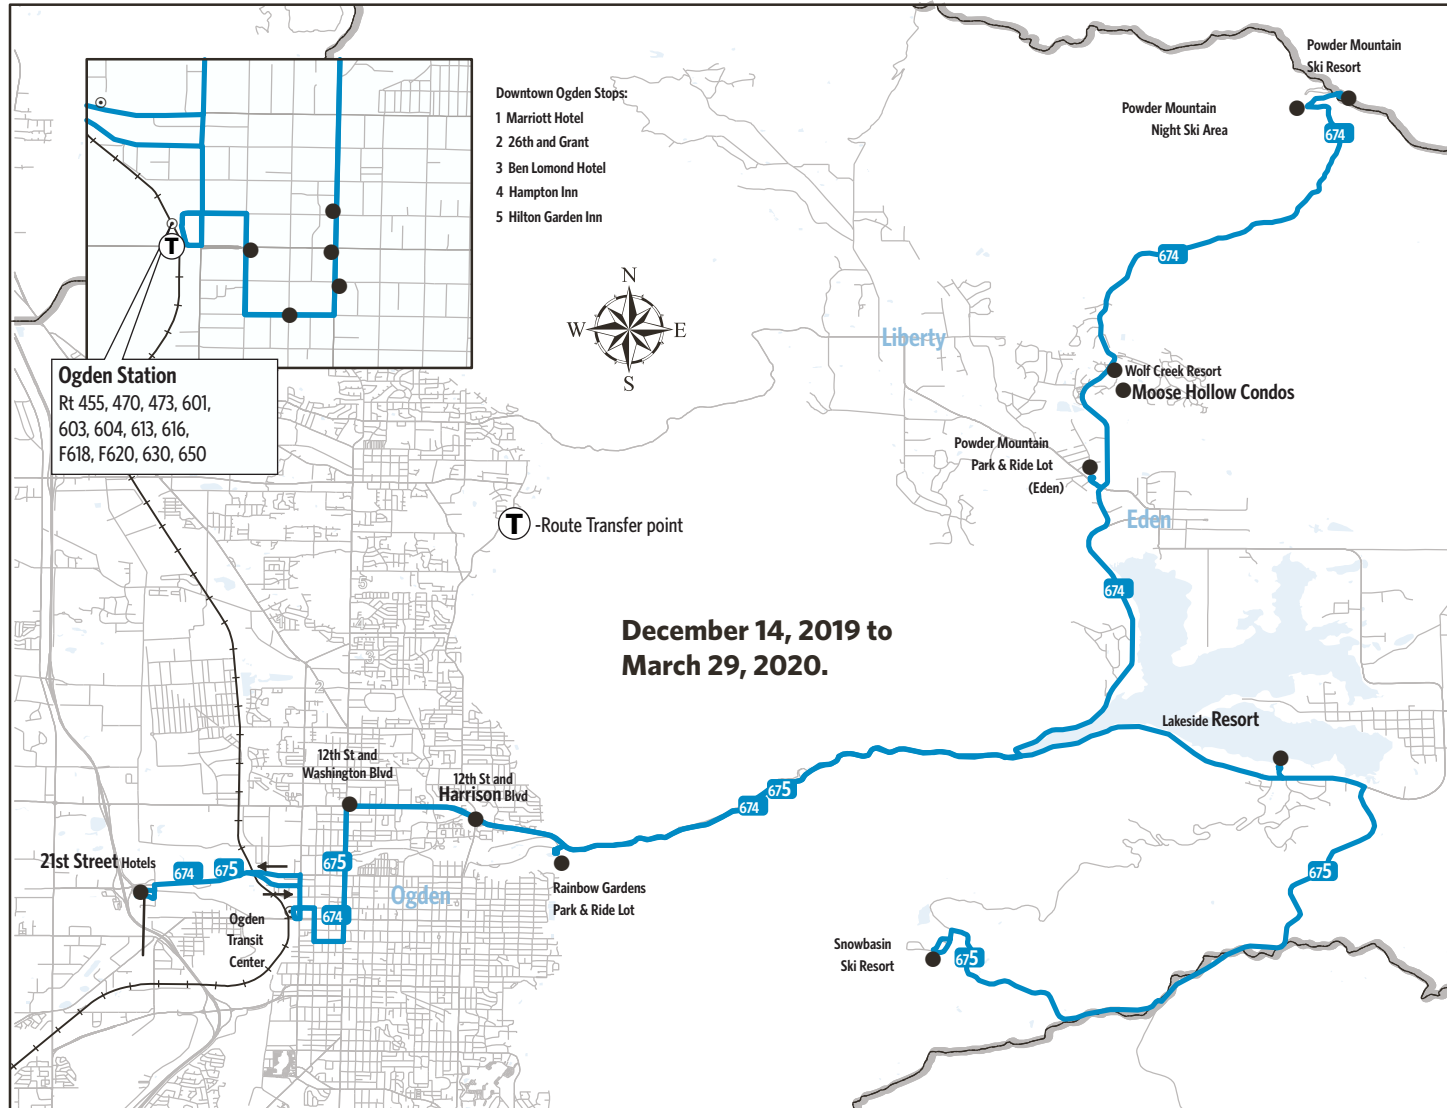 Powder Mountain
Ski Resort
Powder Mountain
Night Ski Area
674
Downtown Ogden Stops:
1 Marriott Hotel
2 26th and Grant
3 Ben Lomond Hotel
4 Hampton Inn
5 Hilton Garden Inn
T
674
N
W
E
S
Liberty
Ogden Station
Rt 455, 470, 473, 601,
603, 604, 613, 616,
F618, F620, 630, 650
Wolf Creek Resort
Moose Hollow Condos
Powder Mountain
Park & Ride Lot
(Eden)
T -Route Transfer point
Eden
674
December 14, 2019 to
March 29, 2020.
Lakeside Resort
12th St and
Washington Blvd
12th St and
Harrison Blvd
675
674
21st Street Hotels
674
675
675
675
Ogden
Rainbow Gardens
Park & Ride Lot
674
Ogden
Transit
Center
Snowbasin
Ski Resort
675